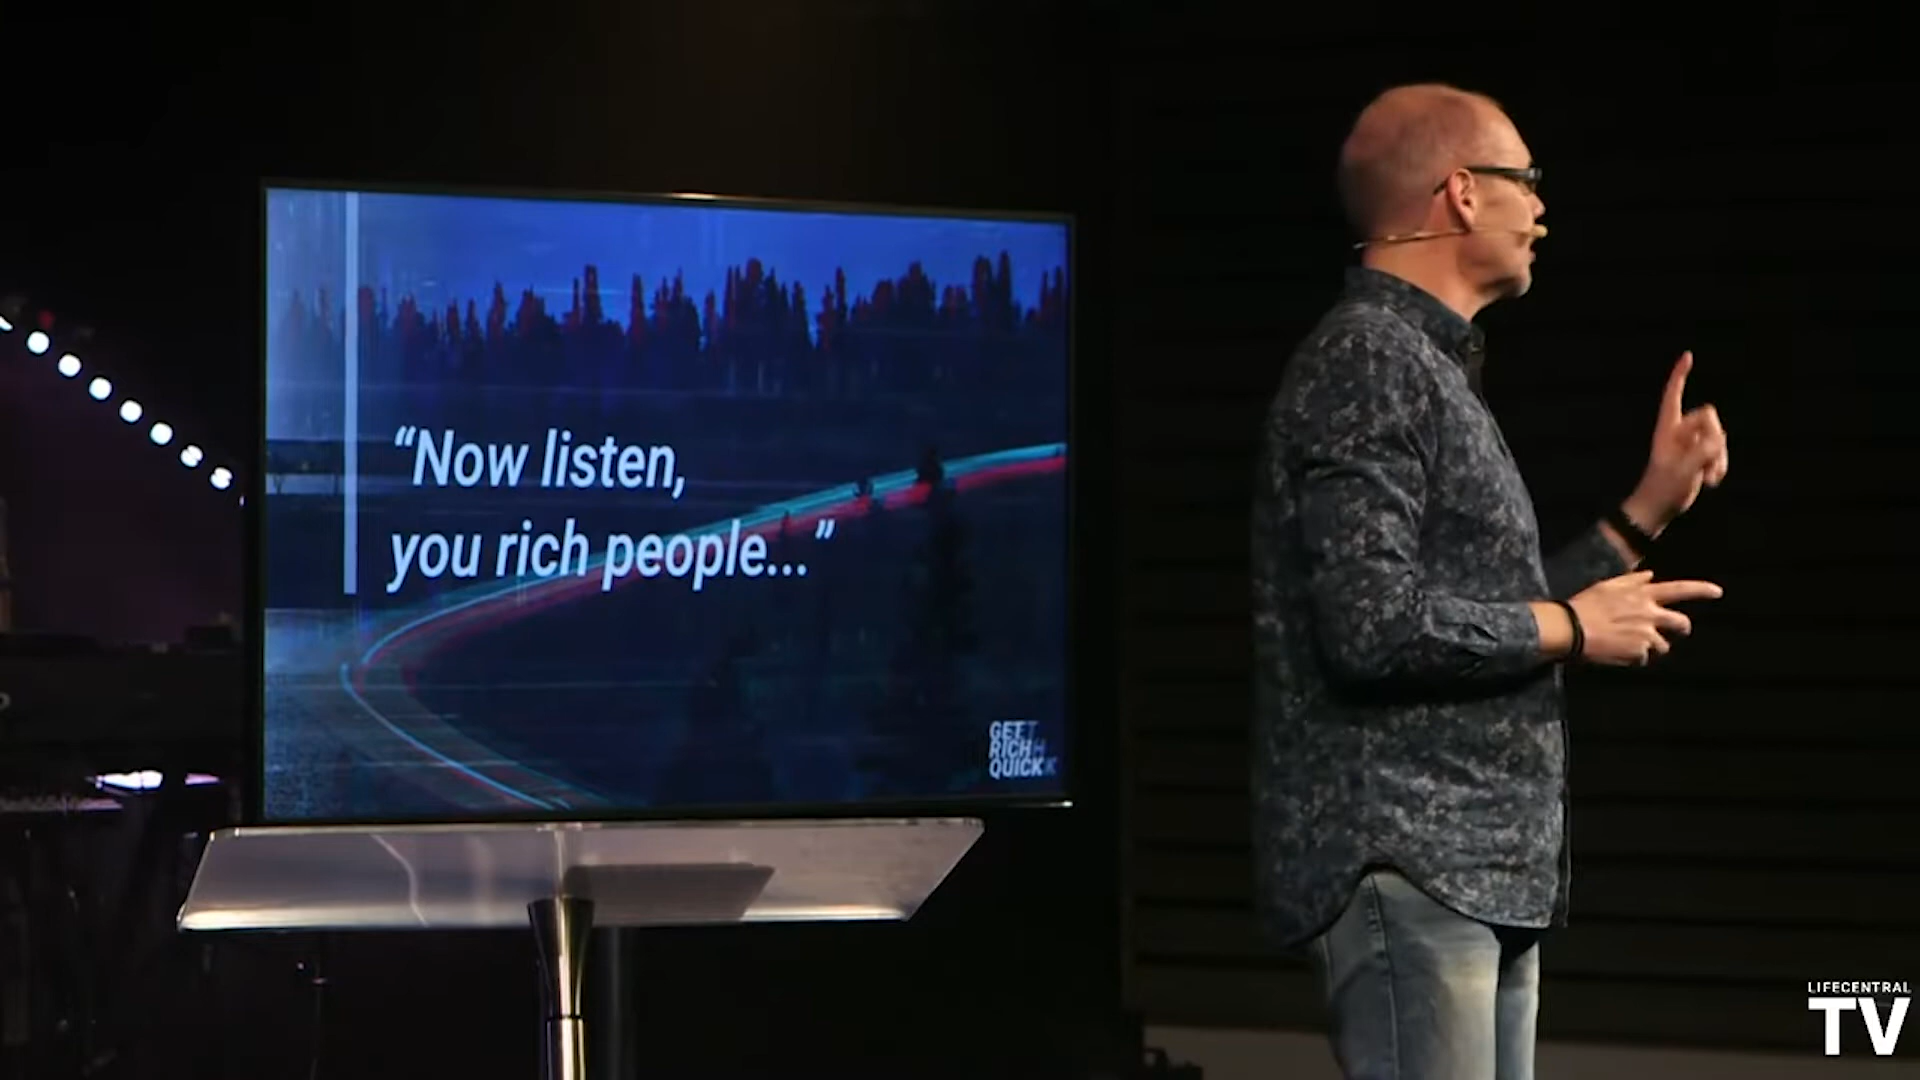 “Now listen,
you rich people...”
GET
RICH
QUICK
LIFECENTRAL
TV